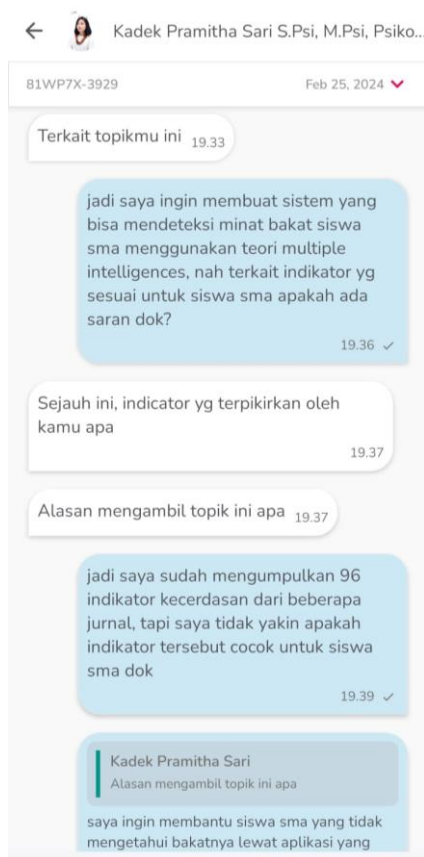 Kadek Pramitha Sari S.Psi, M.Psi, Psiko...
81WP7X-3929
Feb 25, 2024
Terkait topikmu ini
19.33
jadi saya ingin membuat sistem yang
bisa mendeteksi minat bakat siswa
sma menggunakan teori multiple
intelligences, nah terkait indikator yg
sesuai untuk siswa sma apakah ada
saran dok?
19.36
Sejauh ini, indicator yg terpikirkan oleh
kamu apa
19.37
Alasan mengambil topik ini apa
19.37
jadi saya sudah mengumpulkan 96
indikator kecerdasan dari beberapa
jurnal, tapi saya tidak yakin apakah
indikator tersebut cocok untuk siswa
sma dok
19.39
Kadek Pramitha Sari
Alasan mengambil topik ini apa
saya ingin membantu siswa sma yang tidak
mengetahui bakatnya lewat aplikasi yang